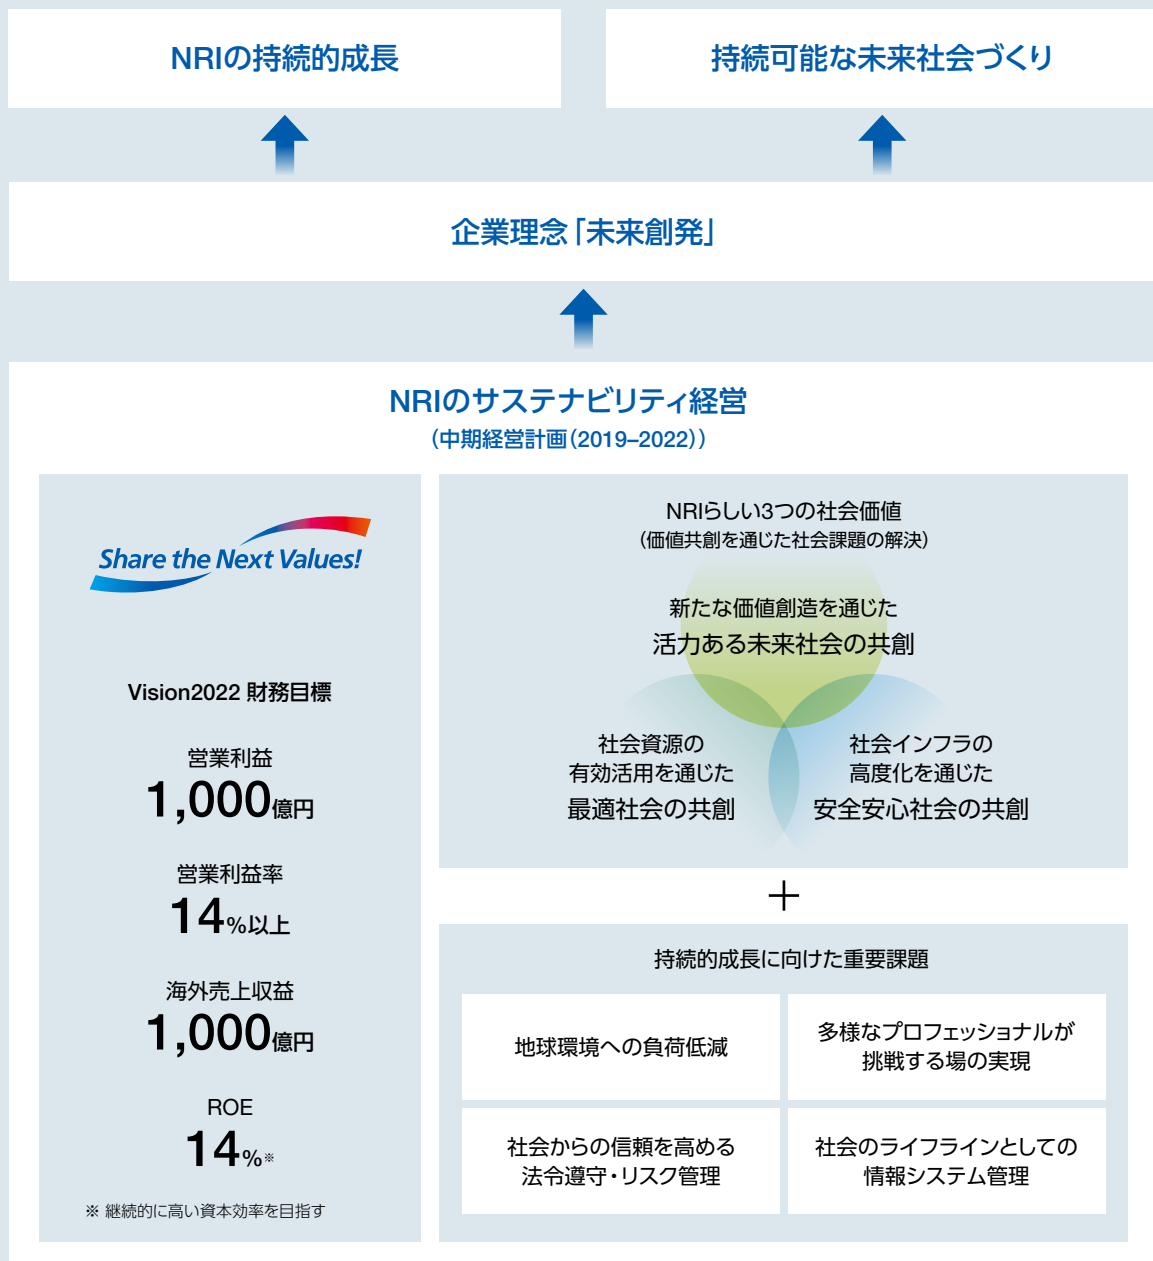 NRIの持続的成長
持続可能な未来社会づくり
企業理念「未来創発」
NRIのサステナビリティ経営
(中期経営計画(2019–2022))
Share the Next Values!
Vision2022 財務目標
営業利益
1,000億円
営業利益率
14%以上
海外売上収益
1,000億円
ROE
14%※
※ 継続的に高い資本効率を目指す
NRIらしい3つの社会価値
(価値共創を通じた社会課題の解決)
新たな価値創造を通じた
活力ある未来社会の共創
社会資源の
有効活用を通じた
最適社会の共創
社会インフラの
高度化を通じた
安全安心社会の共創
+
持続的成長に向けた重要課題
地球環境への負荷低減
多様なプロフェッショナルが
挑戦する場の実現
社会からの信頼を高める
法令遵守・リスク管理
社会のライフラインとしての
情報システム管理